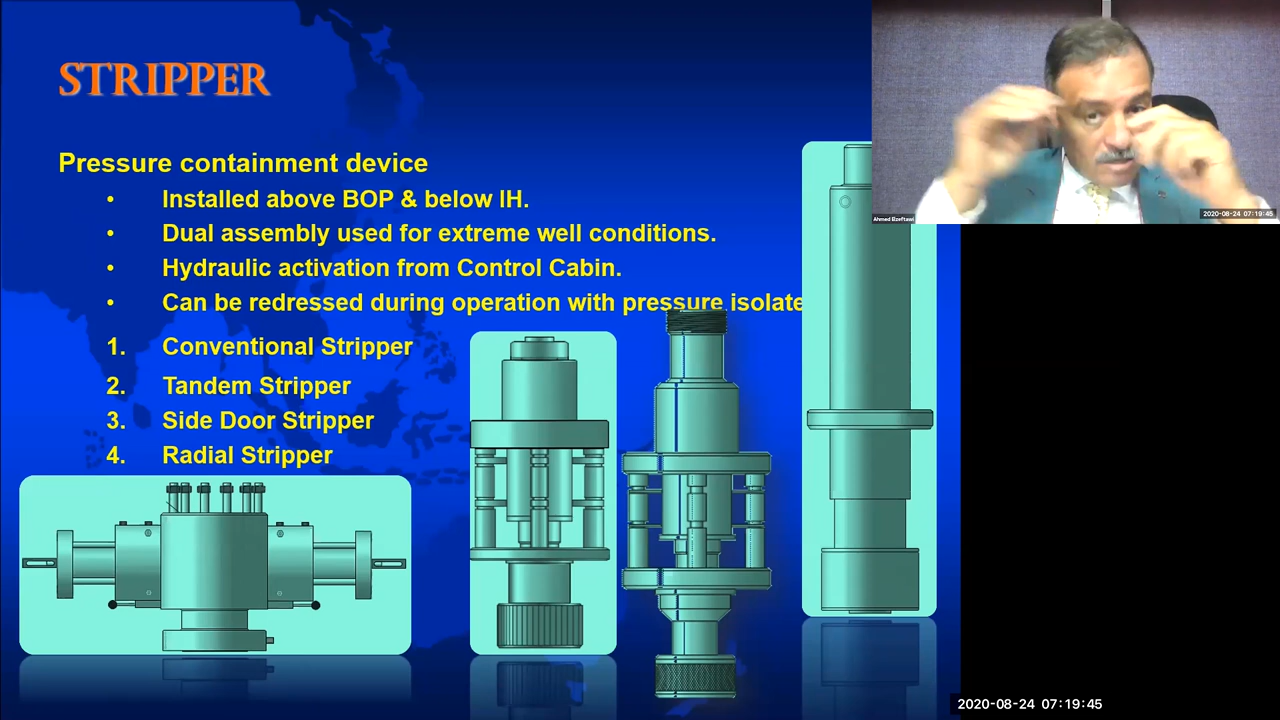 STRIPPER
Pressure containment device
• Installed above BOP & below IH.
• Dual assembly used for extreme well conditions.
• Hydraulic activation from Control Cabin.
• Can be redressed during operation with pressure isolate
1. Conventional Stripper
2. Tandem Stripper
3. Side Door Stripper
4. Radial Stripper
Ahmed Elzeftawi
2020-08-24 07:19:45
2020-08-24 07:19:45